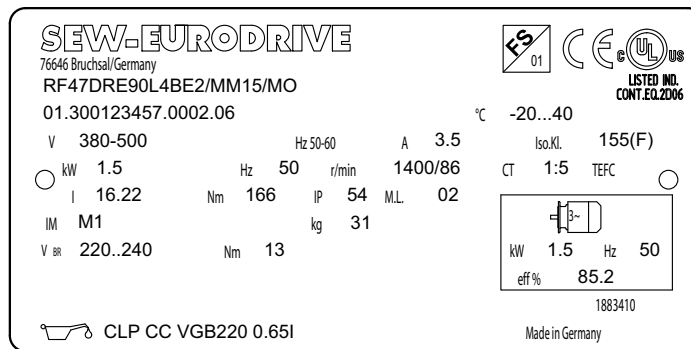 SEW-EURODRIVE
76646 Bruchsal/Germany
RF47DRE90L4BE2/MM15/MO
01.300123457.0002.06
FS 01
CE c UL US
LISTED IND.
CONT.EQ.2D06
°C -20...40
V 380-500 Hz 50-60 A 3.5 Iso.Kl. 155(F)
kW 1.5 Hz 50 r/min 1400/86 CT 1:5 TEFC
I 16.22 Nm 166 IP 54 M.L. 02
IM M1 kg 31
V BR 220..240 Nm 13
3~
kW 1.5 Hz 50
eff% 85.2
1883410
CLP CC VGB220 0.65l
Made in Germany